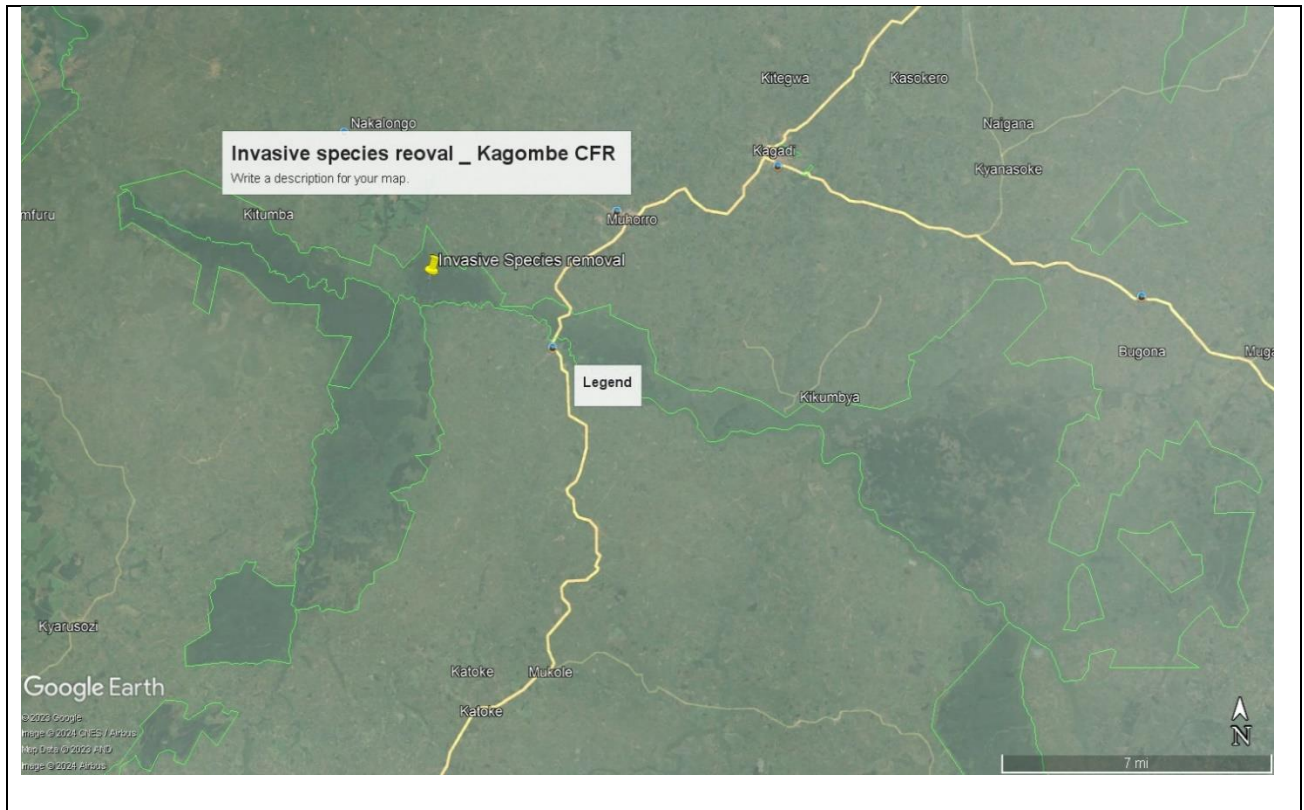 Kitegwa
Kasokero
Nakalongo
Naigana
Invasive species reoval _ Kagombe CFR
Write a description for your map.
Kagadi
Kyanasoke
mfuru
Kitumba
Muhorro
Invasive Species removal
Bugona
Muga
Legend
Kikumbya
Kyarusozi
Katoke
Mukole
Katoke
Google Earth
©2023 Google
Image © 2024 CNES / Airbus
Map Data © 2023 AND
Image © 2024 Airbus
N
7 mi